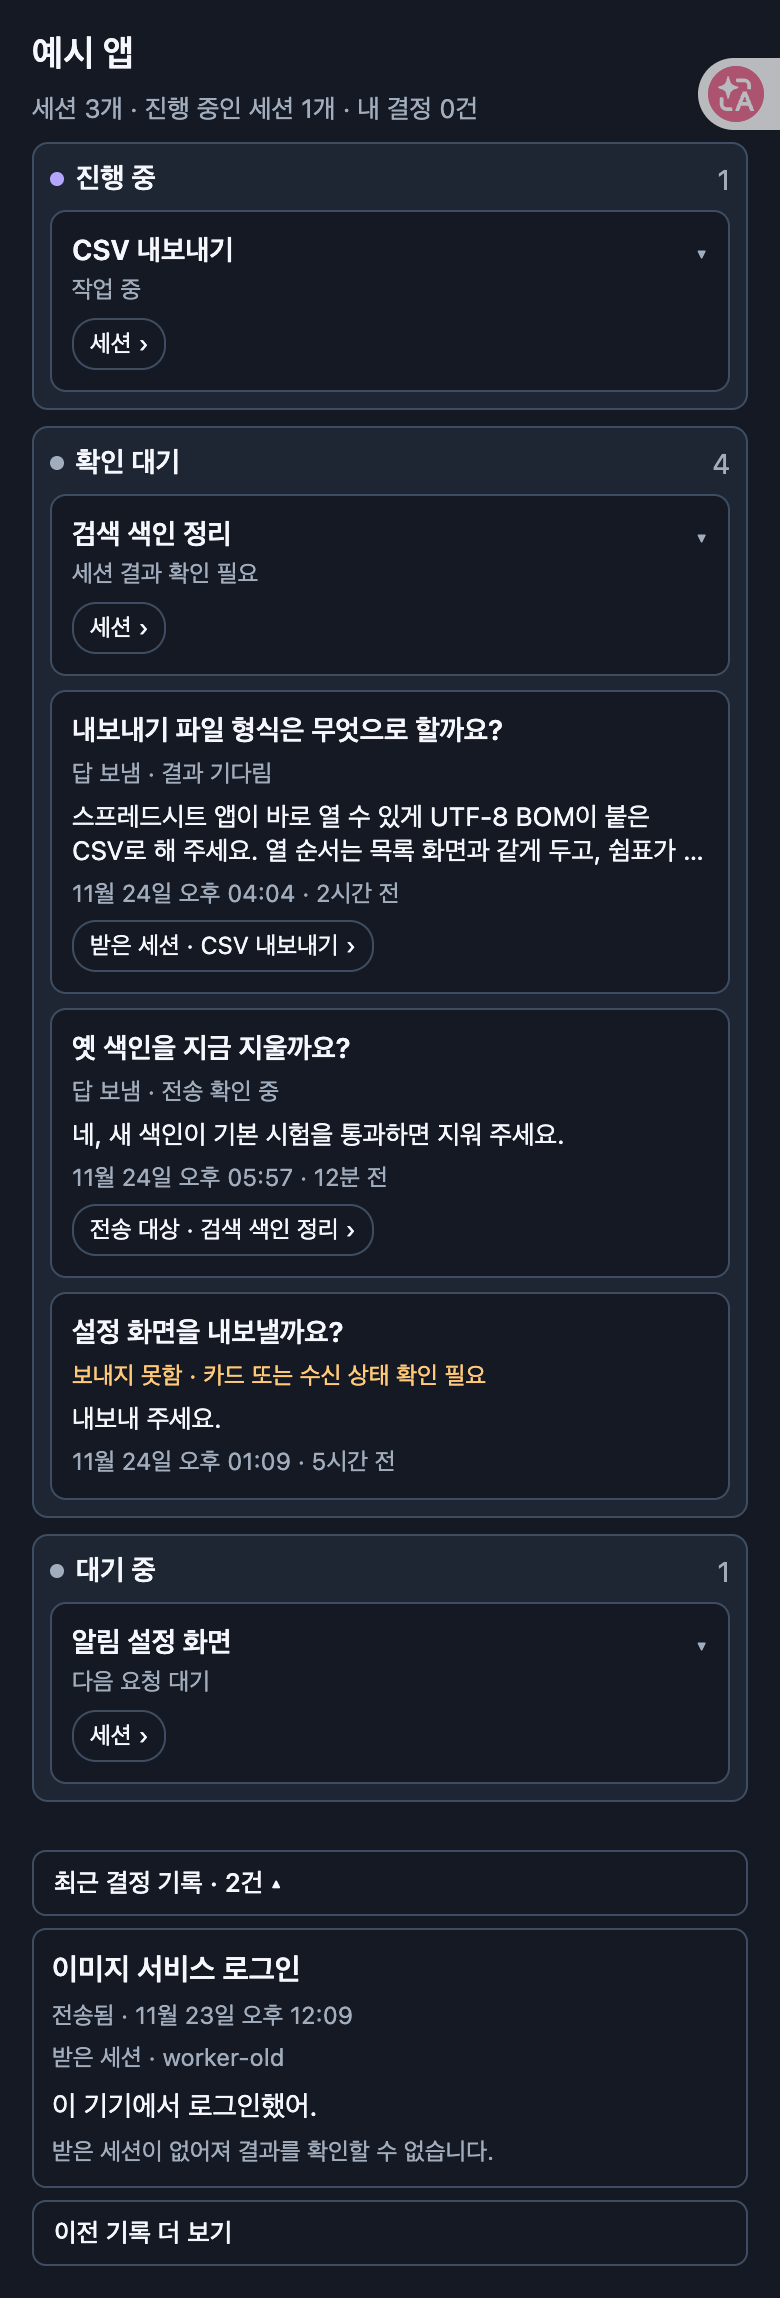 예시 앱
세션 3개 · 진행 중인 세션 1개 · 내 결정 0건
진행 중
1
CSV 내보내기
▾
작업 중
세션 ›
확인 대기
4
검색 색인 정리
▾
세션 결과 확인 필요
세션 ›
내보내기 파일 형식은 무엇으로 할까요?
답 보냄 · 결과 기다림
스프레드시트 앱이 바로 열 수 있게 UTF-8 BOM이 붙은
CSV로 해 주세요. 열 순서는 목록 화면과 같게 두고, 쉼표가 ...
11월 24일 오후 04:04 · 2시간 전
받은 세션 · CSV 내보내기 ›
옛 색인을 지금 지울까요?
답 보냄 · 전송 확인 중
네, 새 색인이 기본 시험을 통과하면 지워 주세요.
11월 24일 오후 05:57 · 12분 전
전송 대상 · 검색 색인 정리 ›
설정 화면을 내보낼까요?
보내지 못함 · 카드 또는 수신 상태 확인 필요
내보내 주세요.
11월 24일 오후 01:09 · 5시간 전
대기 중
1
알림 설정 화면
▾
다음 요청 대기
세션 ›
최근 결정 기록 · 2건 ▴
이미지 서비스 로그인
전송됨 · 11월 23일 오후 12:09
받은 세션 · worker-old
이 기기에서 로그인했어.
받은 세션이 없어져 결과를 확인할 수 없습니다.
이전 기록 더 보기